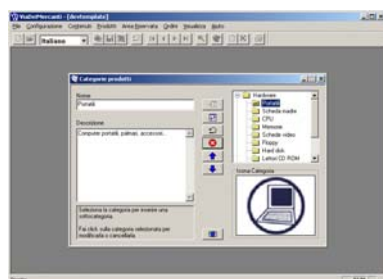 ViaDeiMercanti - [devtemplate]
File Configurazione Contenuti Prodotti Area Riservata Ordini Visualizza Aiuto
Italiano
Categorie prodotti
Nome
Portatili
Descrizione
Computer portatili, palmari, accessori...
Seleziona la categoria per inserire una
sottocategoria.
Fai click sulla categoria selezionata per
modificarla o cancellarla.
Hardware
Portatili
Scheda madre
CPU
Memorie
Scheda video
Floppy
Hard disk
Lettori CD ROM
Icona Categoria